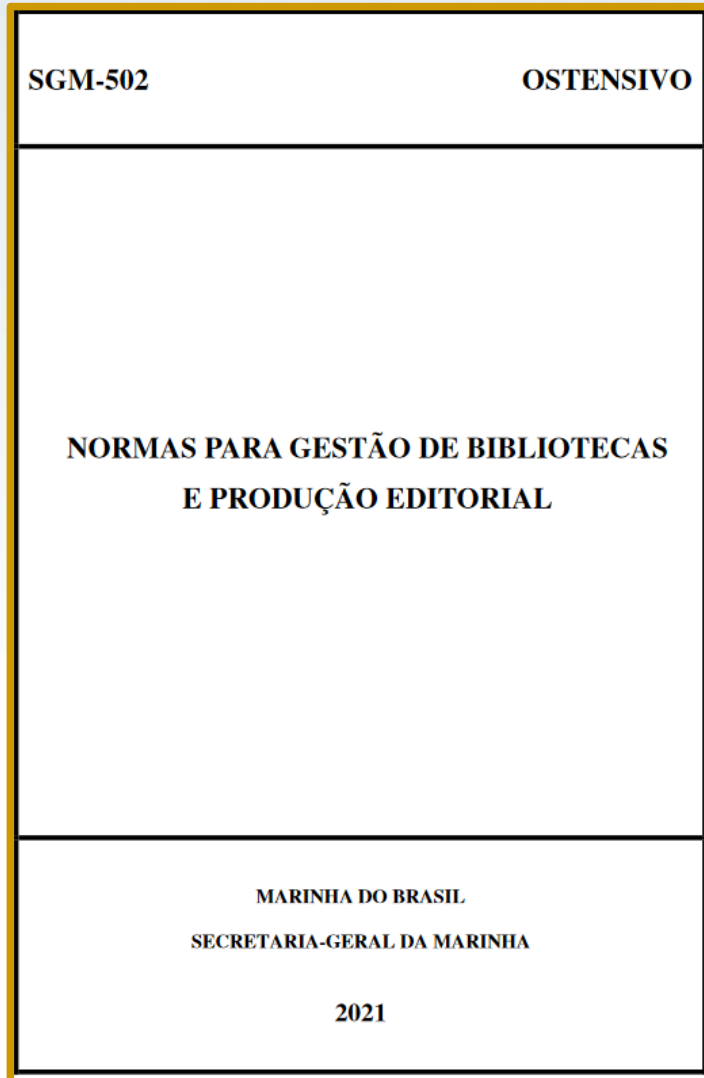 SGM-502 OSTENSIVO
NORMAS PARA GESTÃO DE BIBLIOTECAS
E PRODUÇÃO EDITORIAL
MARINHA DO BRASIL
SECRETARIA-GERAL DA MARINHA
2021